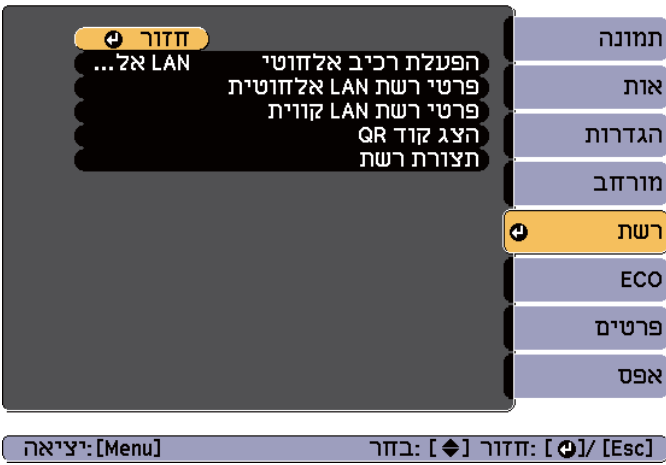 תמונה
אות
הגדרות
מורחב
רשת
ECO
פרטים
אפס
חזור
הפעלת רכיב אלחוטי LAN אל...
פרטי רשת LAN אלחוטית
פרטי רשת LAN קווית
הצג קוד QR
תצורת רשת
[Esc] /[⏎] :חזור [⬥] :בחר [Menu]:יציאה